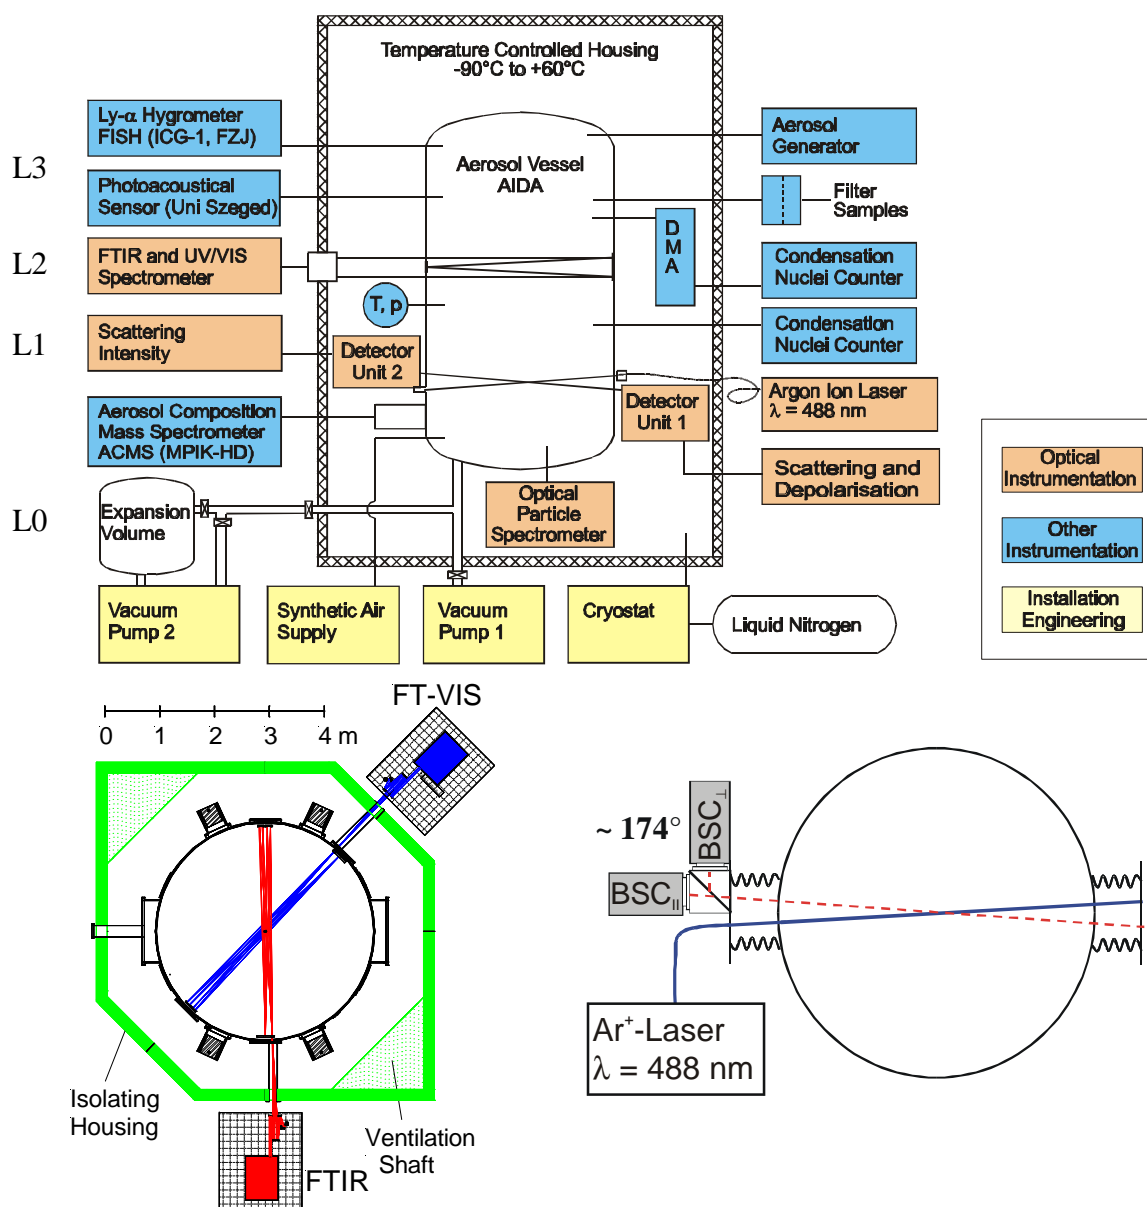 Temperature Controlled Housing
-90°C to +60°C
Ly-α Hygrometer
FISH (ICG-1, FZJ)
Aerosol
Generator
Aerosol Vessel
AIDA
L3
Photoacoustical
Sensor (Uni Szeged)
Filter
Samples
D
M
A
L2
FTIR and UV/VIS
Spectrometer
Condensation
Nuclei Counter
T, p
L1
Scattering
Intensity
Detector
Unit 2
Condensation
Nuclei Counter
Detector
Unit 1
Argon Ion Laser
λ = 488 nm
Aerosol Composition
Mass Spectrometer
ACMS (MPIK-HD)
Scattering and
Depolarisation
Optical
Instrumentation
L0
Expansion
Volume
Optical
Particle
Spectrometer
Other
Instrumentation
Vacuum
Pump 2
Synthetic Air
Supply
Vacuum
Pump 1
Cryostat
Liquid Nitrogen
Installation
Engineering
FT-VIS
0 1 2 3 4 m
Isolating
Housing
Ventilation
Shaft
FTIR
~ 174°
BSC⊥
BSC||
Ar⁺-Laser
λ = 488 nm